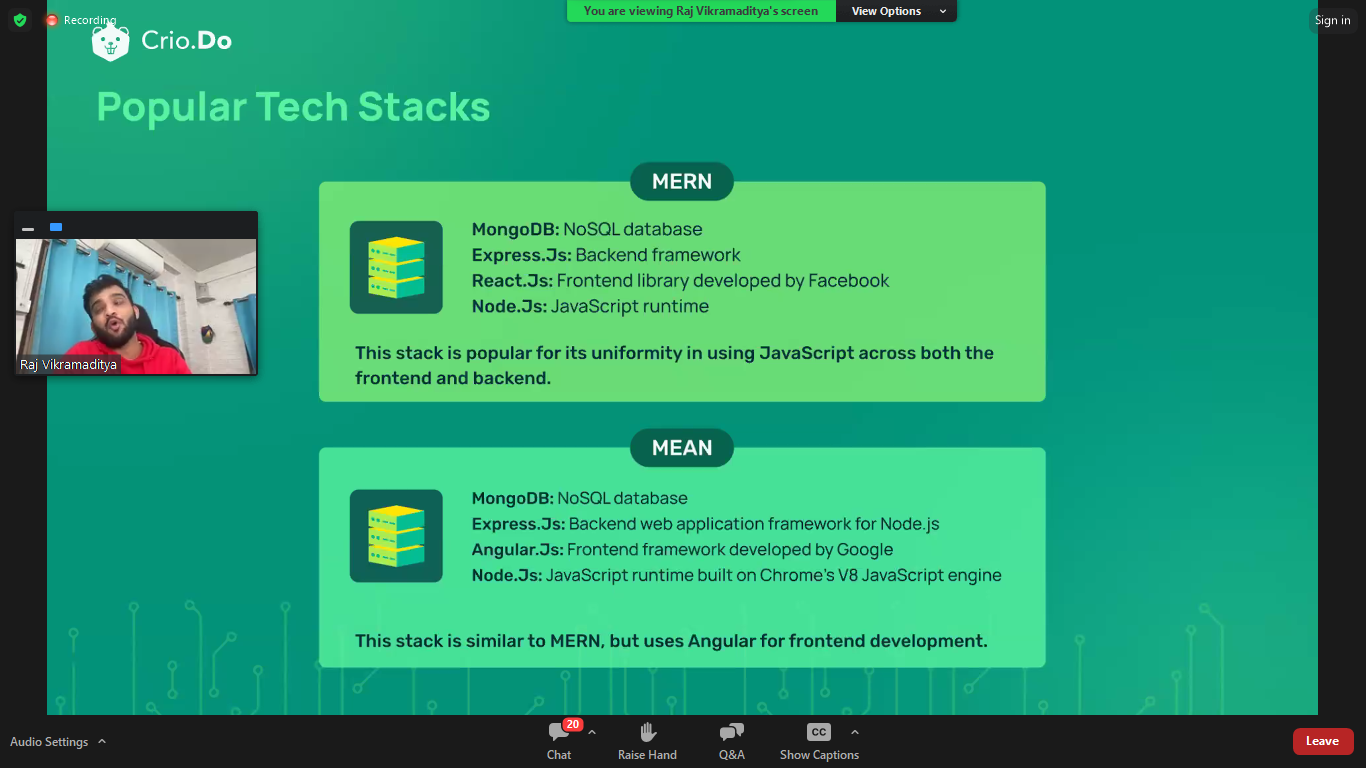 You are viewing Raj Vikramaditya's screen
View Options
Recording
Sign in
Crio.Do
Popular Tech Stacks
MERN
MongoDB: NoSQL database
Express.Js: Backend framework
React.Js: Frontend library developed by Facebook
Node.Js: JavaScript runtime
This stack is popular for its uniformity in using JavaScript across both the
frontend and backend.
Raj Vikramaditya
MEAN
MongoDB: NoSQL database
Express.Js: Backend web application framework for Node.js
Angular.Js: Frontend framework developed by Google
Node.Js: JavaScript runtime built on Chrome's V8 JavaScript engine
This stack is similar to MERN, but uses Angular for frontend development.
Audio Settings
20
Chat
Raise Hand
Q&A
CC
Show Captions
Leave